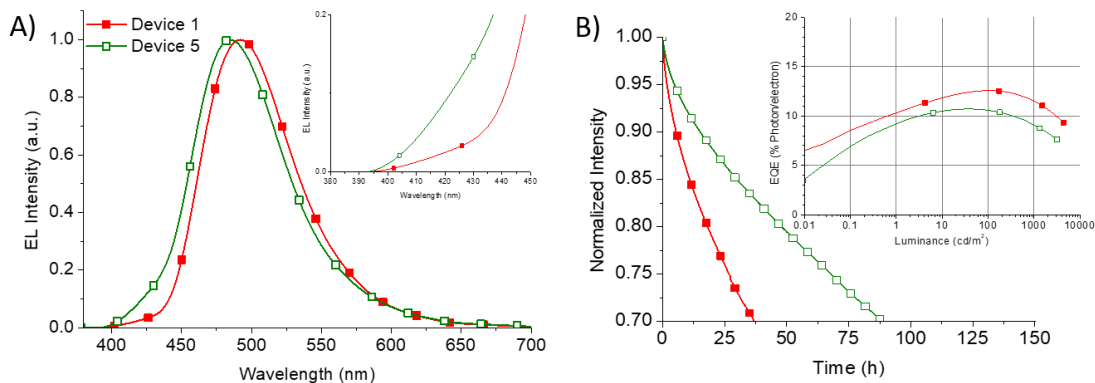 A)
Device 1
Device 5
EL Intensity (a.u.)
1.0
0.8
0.6
0.4
0.2
0.0
400 450 500 550 600 650 700
Wavelength (nm)
EL Intensity (a.u.)
0.2
0.0
380 390 400 410 420 430 440 450
Wavelength (nm)
B)
Normalized Intensity
1.00
0.95
0.90
0.85
0.80
0.75
0.70
0 25 50 75 100 125 150
Time (h)
EQE (% Photon/electron)
20
15
10
5
0
0.01 0.1 1 10 100 1000 10000
Luminance (cd/m²)